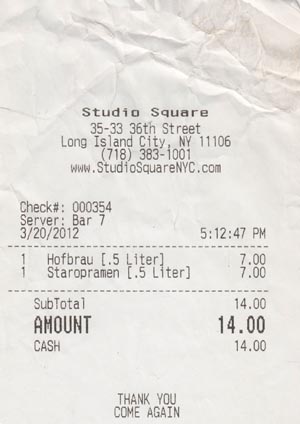 Studio Square
35-33 36th Street
Long Island City, NY 11106
(718) 383-1001
www.StudioSquareNYC.com
Check#: 000354
Server: Bar 7
3/20/2012 5:12:47 PM
1 Hofbrau [.5 Liter] 7.00
1 Staropramen [.5 Liter] 7.00
SubTotal 14.00
AMOUNT 14.00
CASH 14.00
THANK YOU
COME AGAIN